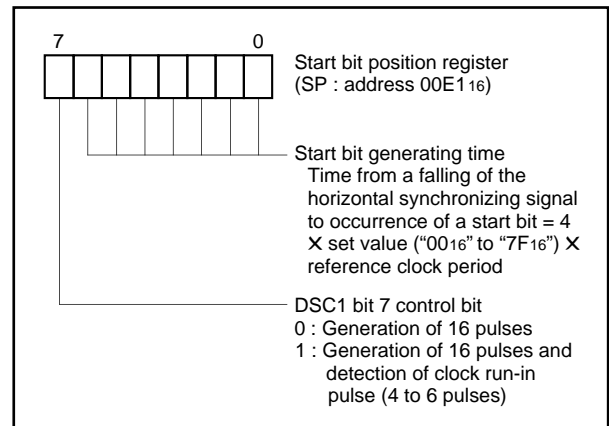 7 0
Start bit position register
(SP : address 00E116)
Start bit generating time
Time from a falling of the
horizontal synchronizing signal
to occurrence of a start bit = 4
✕ set value (“0016” to “7F16”) ✕
reference clock period
DSC1 bit 7 control bit
0 : Generation of 16 pulses
1 : Generation of 16 pulses and
detection of clock run-in
pulse (4 to 6 pulses)